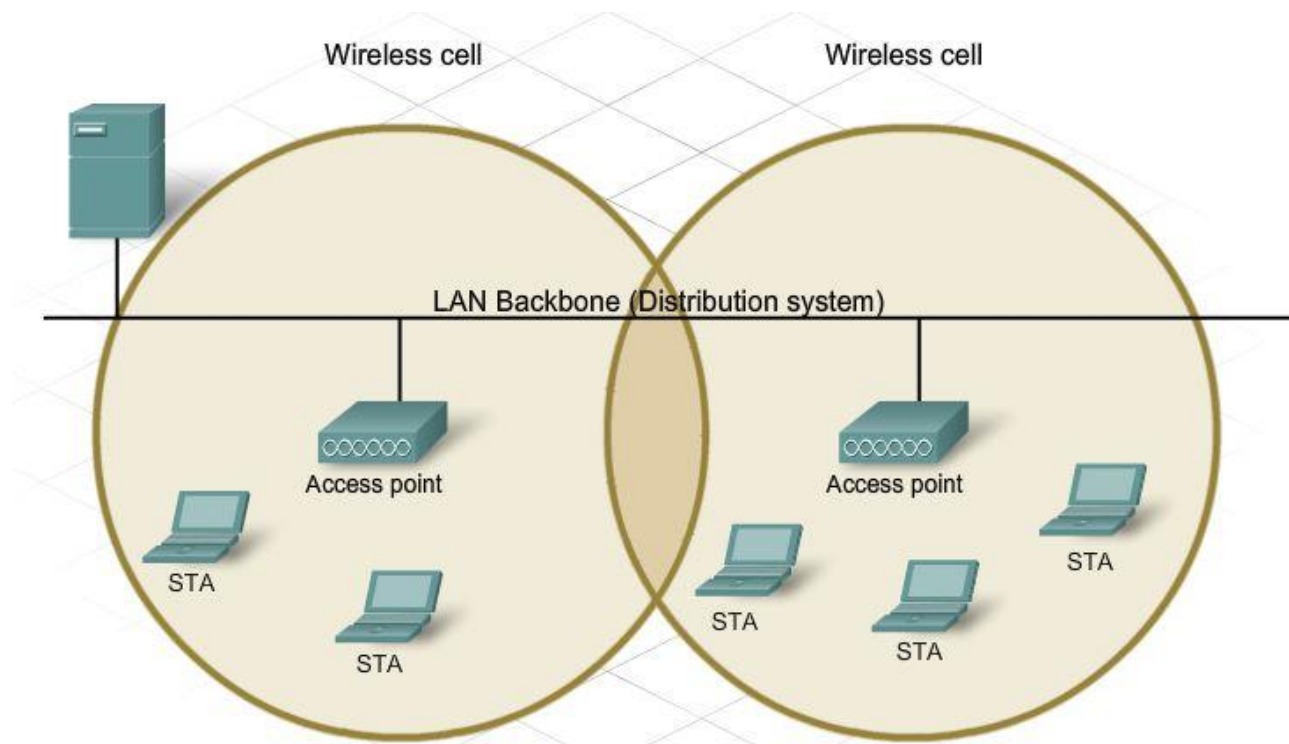 Wireless cell
Wireless cell
LAN Backbone (Distribution system)
Access point
Access point
STA
STA
STA
STA
STA